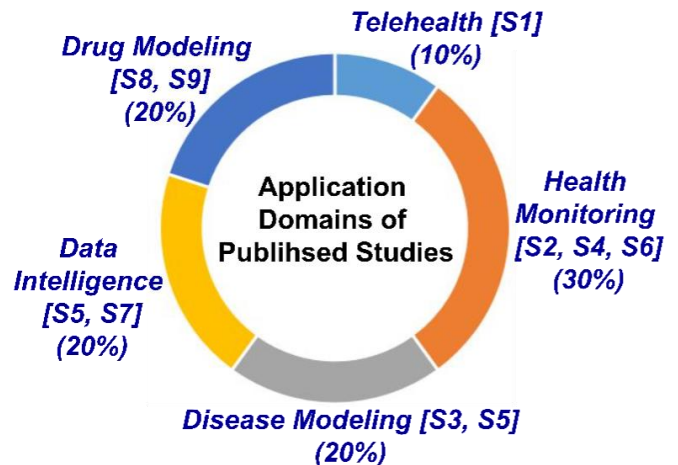 Telehealth [S1]
(10%)
Drug Modeling
[S8, S9]
(20%)
Application
Domains of
Publihsed Studies
Health
Monitoring
[S2, S4, S6]
(30%)
Data
Intelligence
[S5, S7]
(20%)
Disease Modeling [S3, S5]
(20%)